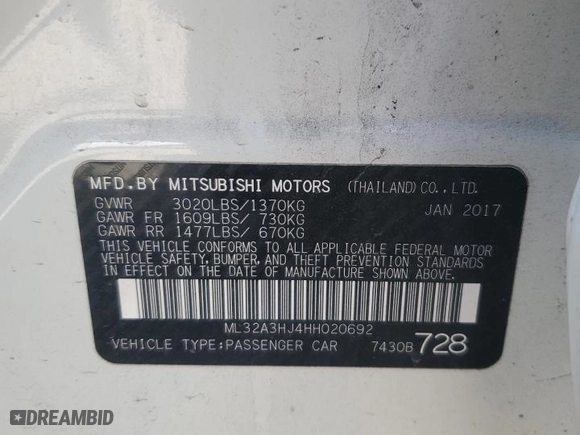 MFD. BY MITSUBISHI MOTORS (THAILAND) CO., LTD.
GVWR 3020LBS/1370KG JAN 2017
GAWR FR 1609LBS/ 730KG
GAWR RR 1477LBS/ 670KG
THIS VEHICLE CONFORMS TO ALL APPLICABLE FEDERAL MOTOR
VEHICLE SAFETY, BUMPER, AND THEFT PREVENTION STANDARDS
IN EFFECT ON THE DATE OF MANUFACTURE SHOWN ABOVE.
ML32A3HJ4HH020692
VEHICLE TYPE:PASSENGER CAR 7430B 728
DREAMBID